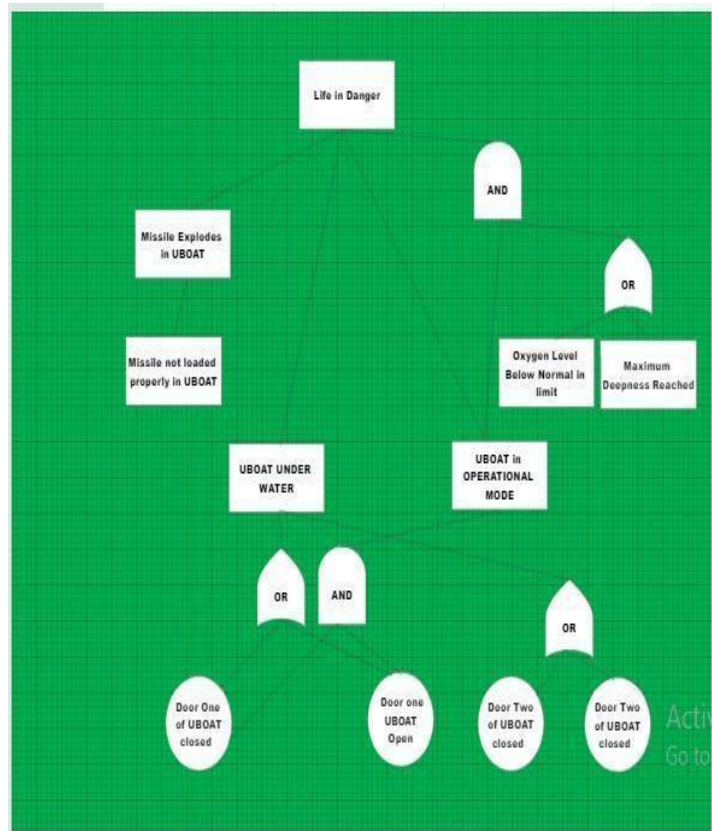 Life in Danger
AND
Missile Explodes
in UBOAT
OR
Missile not loaded
properly in UBOAT
Oxygen Level
Below Normal in
limit
Maximum
Deepness Reached
UBOAT UNDER
WATER
UBOAT in
OPERATIONAL
MODE
OR
AND
OR
Door One
of UBOAT
closed
Door one
UBOAT
Open
Door Two
of UBOAT
closed
Door Two
of UBOAT
closed
Activ
Go to